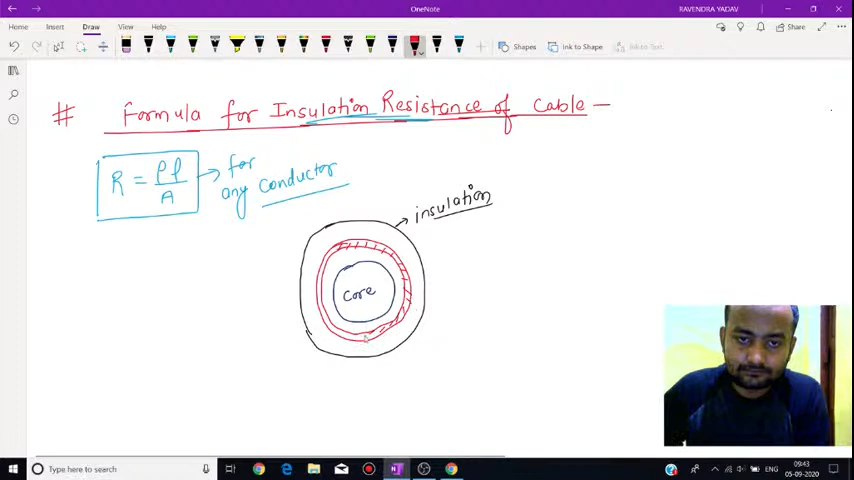 OneNote
RAVENDRA YADAV
Home Insert Draw View Help
Share
Shapes Ink to Shape Ink to Text
# Formula for Insulation Resistance of Cable -
R = ρl/A → for any conductor
insulation
Core
Type here to search
ENG
09:43
05-09-2020